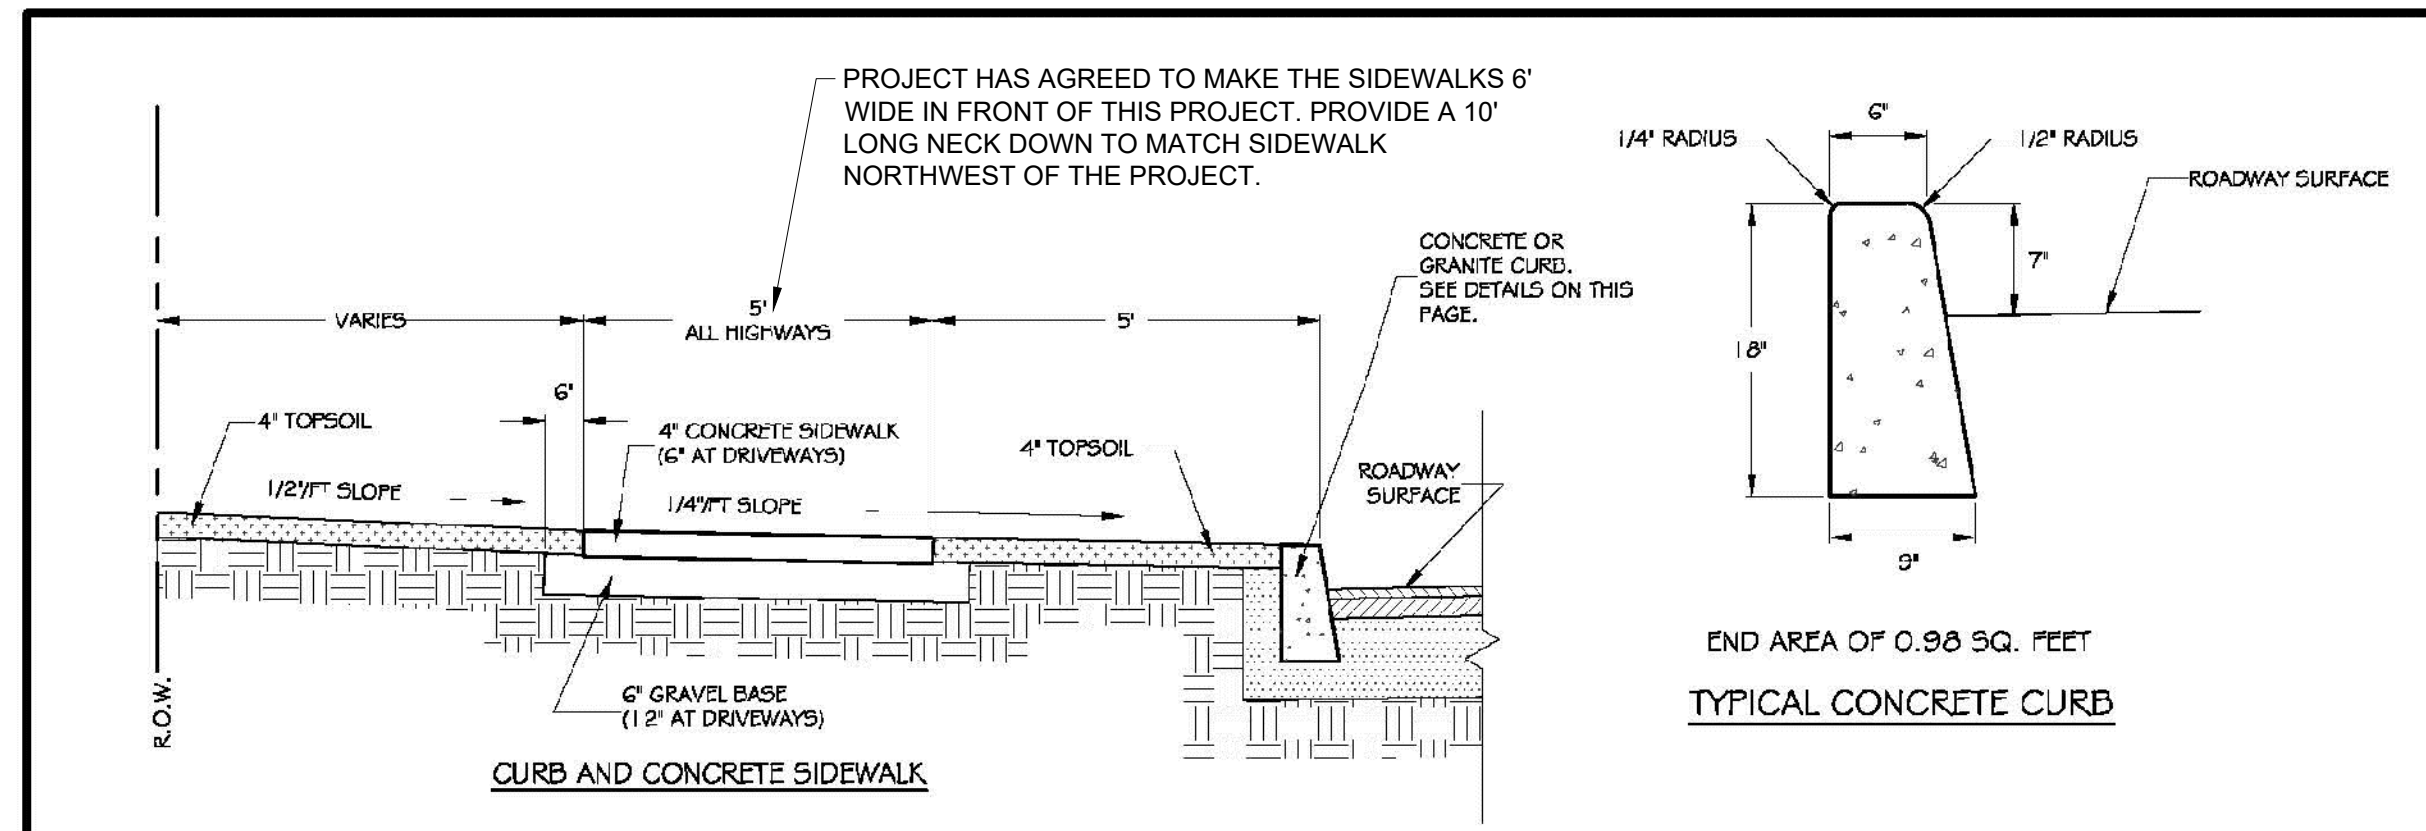 PROJECT HAS AGREED TO MAKE THE SIDEWALKS 6'
WIDE IN FRONT OF THIS PROJECT. PROVIDE A 10'
LONG NECK DOWN TO MATCH SIDEWALK
NORTHWEST OF THE PROJECT.
VARIES
5'
ALL HIGHWAYS
5'
CONCRETE OR
GRANITE CURB.
SEE DETAILS ON THIS
PAGE.
6"
4" TOPSOIL
4" CONCRETE SIDEWALK
(6" AT DRIVEWAYS)
4" TOPSOIL
1/2"/FT SLOPE
1/4"/FT SLOPE
ROADWAY
SURFACE
6" GRAVEL BASE
(12" AT DRIVEWAYS)
R.O.W.
CURB AND CONCRETE SIDEWALK
6"
1/4" RADIUS
1/2" RADIUS
ROADWAY SURFACE
7"
18"
9"
END AREA OF 0.98 SQ. FEET
TYPICAL CONCRETE CURB